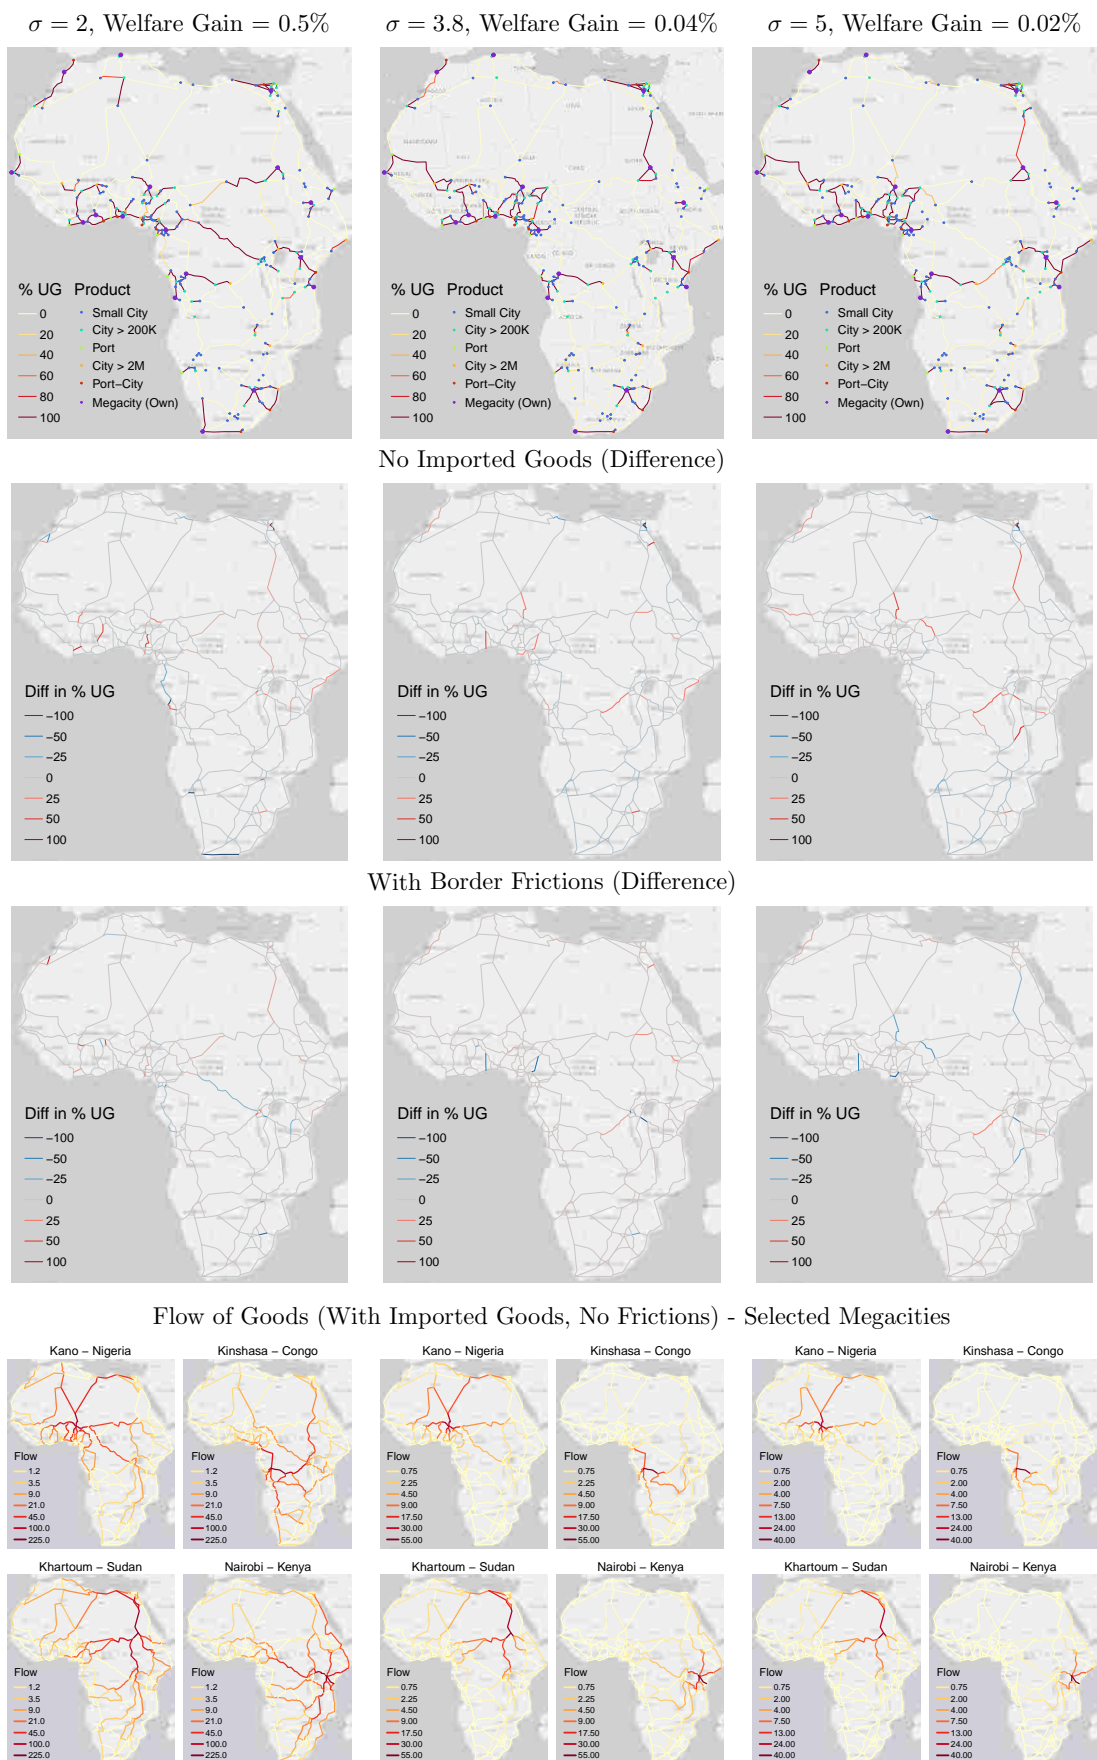 σ = 2, Welfare Gain = 0.5%
σ = 3.8, Welfare Gain = 0.04%
σ = 5, Welfare Gain = 0.02%
% UG Product
0 Small City
20 City > 200K
40 Port
60 City > 2M
80 Port−City
100 Megacity (Own)
% UG Product
0 Small City
20 City > 200K
40 Port
60 City > 2M
80 Port−City
100 Megacity (Own)
% UG Product
0 Small City
20 City > 200K
40 Port
60 City > 2M
80 Port−City
100 Megacity (Own)
No Imported Goods (Difference)
Diff in % UG
−100
−50
−25
0
25
50
100
Diff in % UG
−100
−50
−25
0
25
50
100
Diff in % UG
−100
−50
−25
0
25
50
100
With Border Frictions (Difference)
Diff in % UG
−100
−50
−25
0
25
50
100
Diff in % UG
−100
−50
−25
0
25
50
100
Diff in % UG
−100
−50
−25
0
25
50
100
Flow of Goods (With Imported Goods, No Frictions) - Selected Megacities
Kano − Nigeria
Flow
1.2
3.5
9.0
21.0
45.0
100.0
225.0
Kinshasa − Congo
Flow
1.2
3.5
9.0
21.0
45.0
100.0
225.0
Kano − Nigeria
Flow
0.75
2.25
4.50
9.00
17.50
30.00
55.00
Kinshasa − Congo
Flow
0.75
2.25
4.50
9.00
17.50
30.00
55.00
Kano − Nigeria
Flow
0.75
2.00
4.00
7.50
13.00
24.00
40.00
Kinshasa − Congo
Flow
0.75
2.00
4.00
7.50
13.00
24.00
40.00
Khartoum − Sudan
Flow
1.2
3.5
9.0
21.0
45.0
100.0
225.0
Nairobi − Kenya
Flow
1.2
3.5
9.0
21.0
45.0
100.0
225.0
Khartoum − Sudan
Flow
0.75
2.25
4.50
9.00
17.50
30.00
55.00
Nairobi − Kenya
Flow
0.75
2.25
4.50
9.00
17.50
30.00
55.00
Khartoum − Sudan
Flow
0.75
2.00
4.00
7.50
13.00
24.00
40.00
Nairobi − Kenya
Flow
0.75
2.00
4.00
7.50
13.00
24.00
40.00